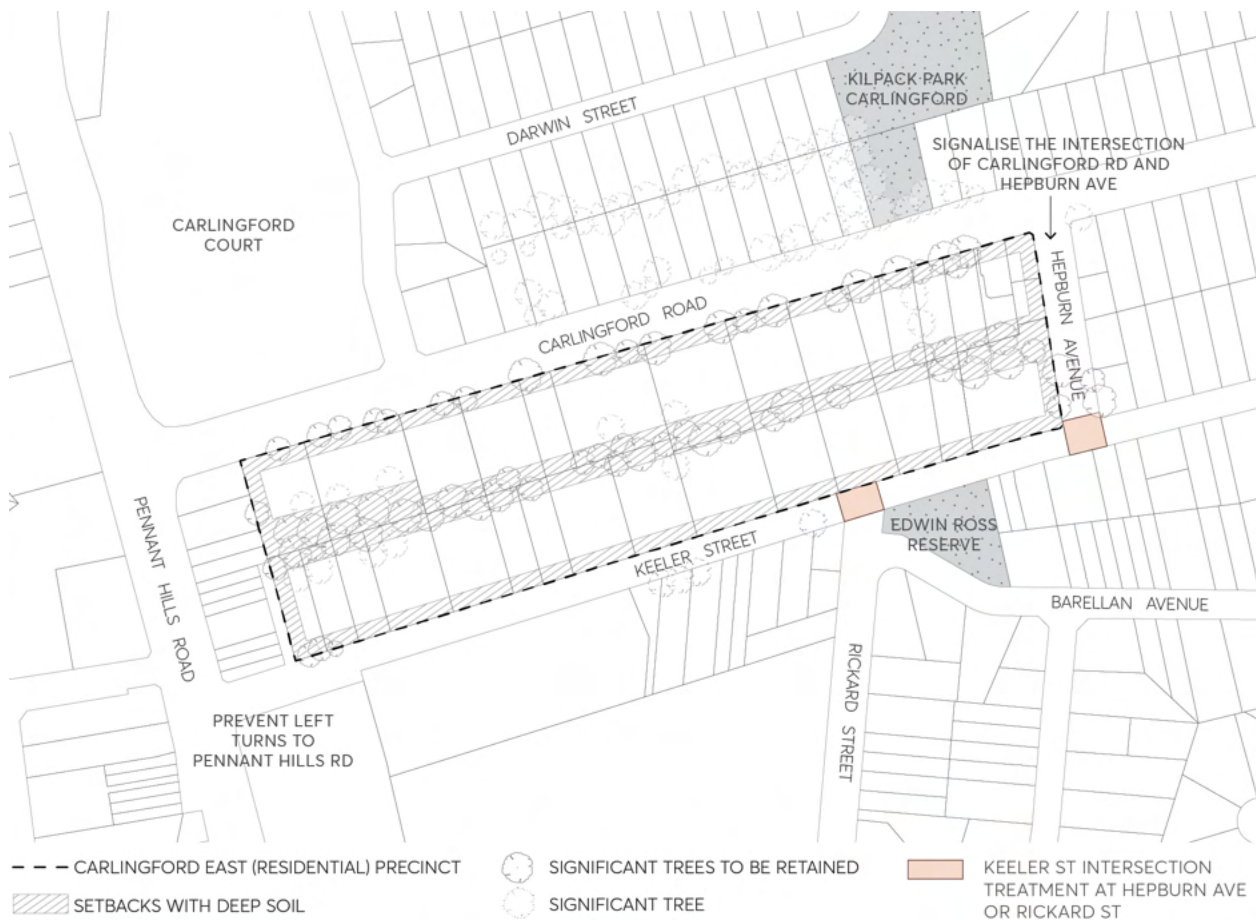 KILPACK PARK
CARLINGFORD
DARWIN STREET
SIGNALISE THE INTERSECTION
OF CARLINGFORD RD AND
HEPBURN AVE
CARLINGFORD
COURT
HEPBURN AVENUE
CARLINGFORD ROAD
PENNANT HILLS ROAD
EDWIN ROSS
RESERVE
KEELER STREET
BARELLAN AVENUE
RICKARD STREET
PREVENT LEFT
TURNS TO
PENNANT HILLS RD
CARLINGFORD EAST (RESIDENTIAL) PRECINCT
SETBACKS WITH DEEP SOIL
SIGNIFICANT TREES TO BE RETAINED
SIGNIFICANT TREE
KEELER ST INTERSECTION
TREATMENT AT HEPBURN AVE
OR RICKARD ST